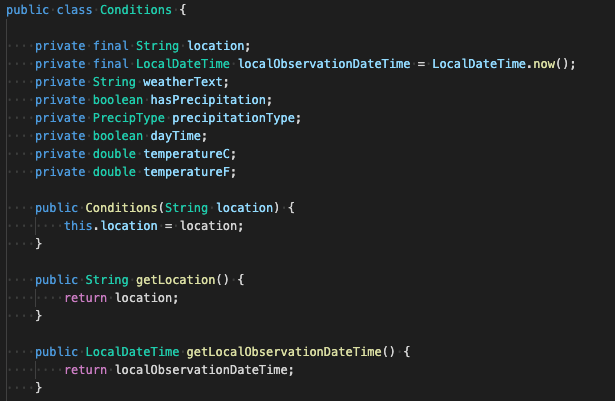 public class Conditions {
    private final String location;
    private final LocalDateTime localObservationDateTime = LocalDateTime.now();
    private String weatherText;
    private boolean hasPrecipitation;
    private PrecipType precipitationType;
    private boolean dayTime;
    private double temperatureC;
    private double temperatureF;
    public Conditions(String location) {
        this.location = location;
    }
    public String getLocation() {
        return location;
    }
    public LocalDateTime getLocalObservationDateTime() {
        return localObservationDateTime;
    }